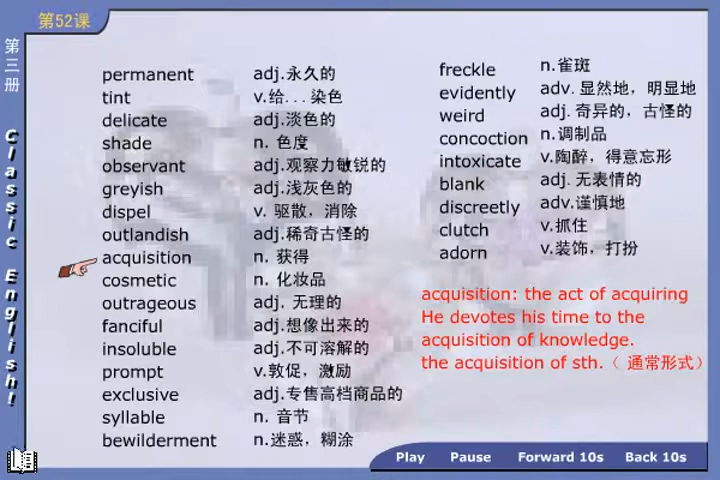 第52课
第三册
Classic English!
permanent adj.永久的
tint v.给...染色
delicate adj.淡色的
shade n. 色度
observant adj.观察力敏锐的
greyish adj.浅灰色的
dispel v. 驱散，消除
outlandish adj.稀奇古怪的
acquisition n. 获得
cosmetic n. 化妆品
outrageous adj. 无理的
fanciful adj.想像出来的
insoluble adj.不可溶解的
prompt v.敦促，激励
exclusive adj.专售高档商品的
syllable n. 音节
bewilderment n.迷惑，糊涂
freckle n.雀斑
evidently adv. 显然地，明显地
weird adj. 奇异的，古怪的
concoction n.调制品
intoxicate v.陶醉，得意忘形
blank adj. 无表情的
discreetly adv.谨慎地
clutch v.抓住
adorn v.装饰，打扮
acquisition: the act of acquiring
He devotes his time to the
acquisition of knowledge.
the acquisition of sth.（ 通常形式）
Play Pause Forward 10s Back 10s